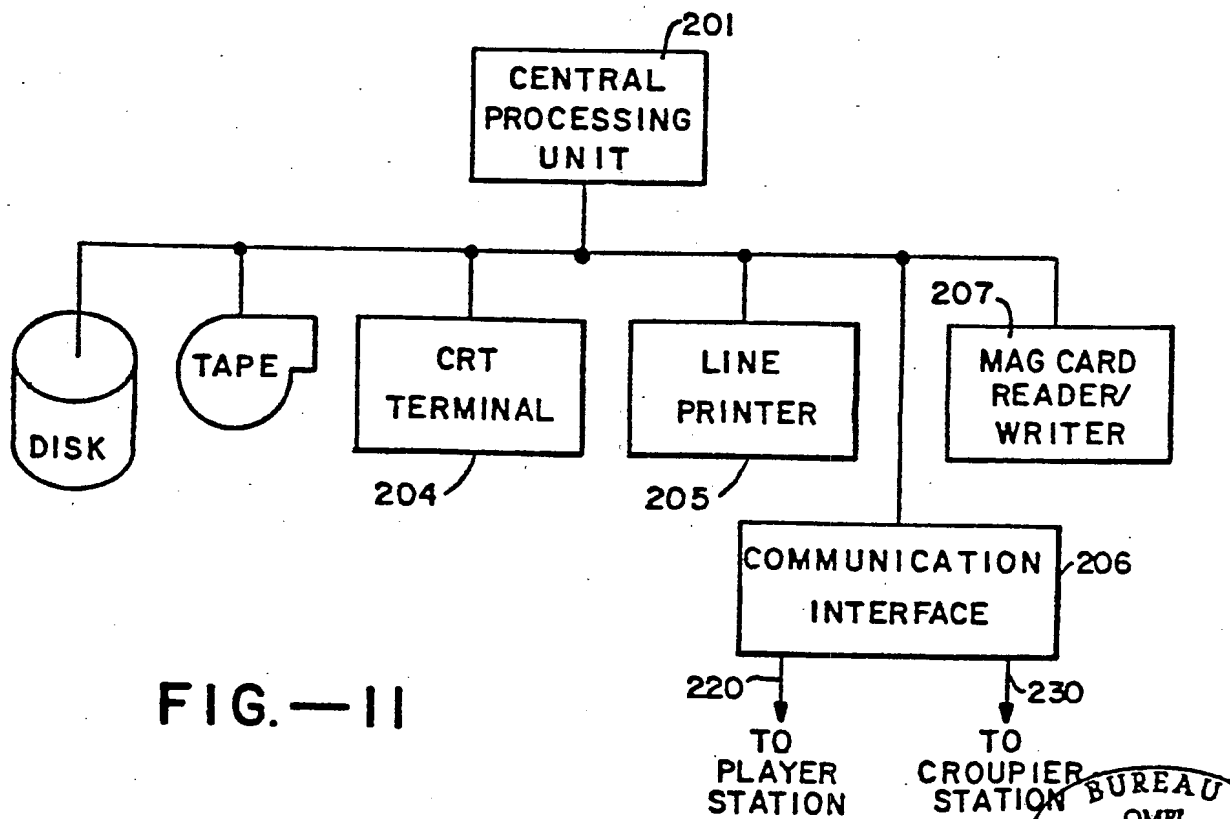 201
CENTRAL
PROCESSING
UNIT
DISK
TAPE
CRT
TERMINAL
204
LINE
PRINTER
205
207
MAG CARD
READER/
WRITER
COMMUNICATION
INTERFACE
206
220
230
TO
PLAYER
STATION
TO
CROUPIER
STATION
FIG.—11
BUREAU
OMPI